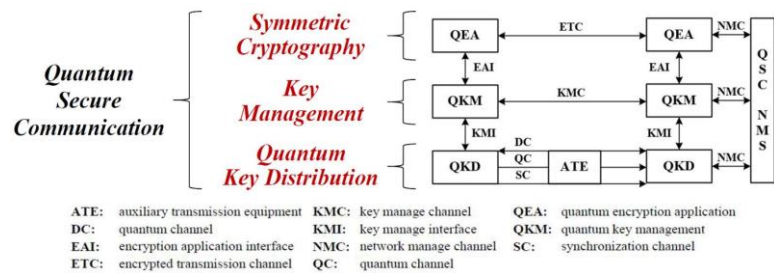 Symmetric
Cryptography
QEA
ETC
QEA
NMC
EAI
EAI
Quantum
Secure
Communication
Key
Management
QKM
KMC
QKM
NMC
QSC NMS
KMI
KMI
Quantum
Key Distribution
QKD
DC
QC
SC
ATE
QKD
NMC
ATE: auxiliary transmission equipment KMC: key manage channel QEA: quantum encryption application
DC: quantum channel KMI: key manage interface QKM: quantum key management
EAI: encryption application interface NMC: network manage channel SC: synchronization channel
ETC: encrypted transmission channel QC: quantum channel